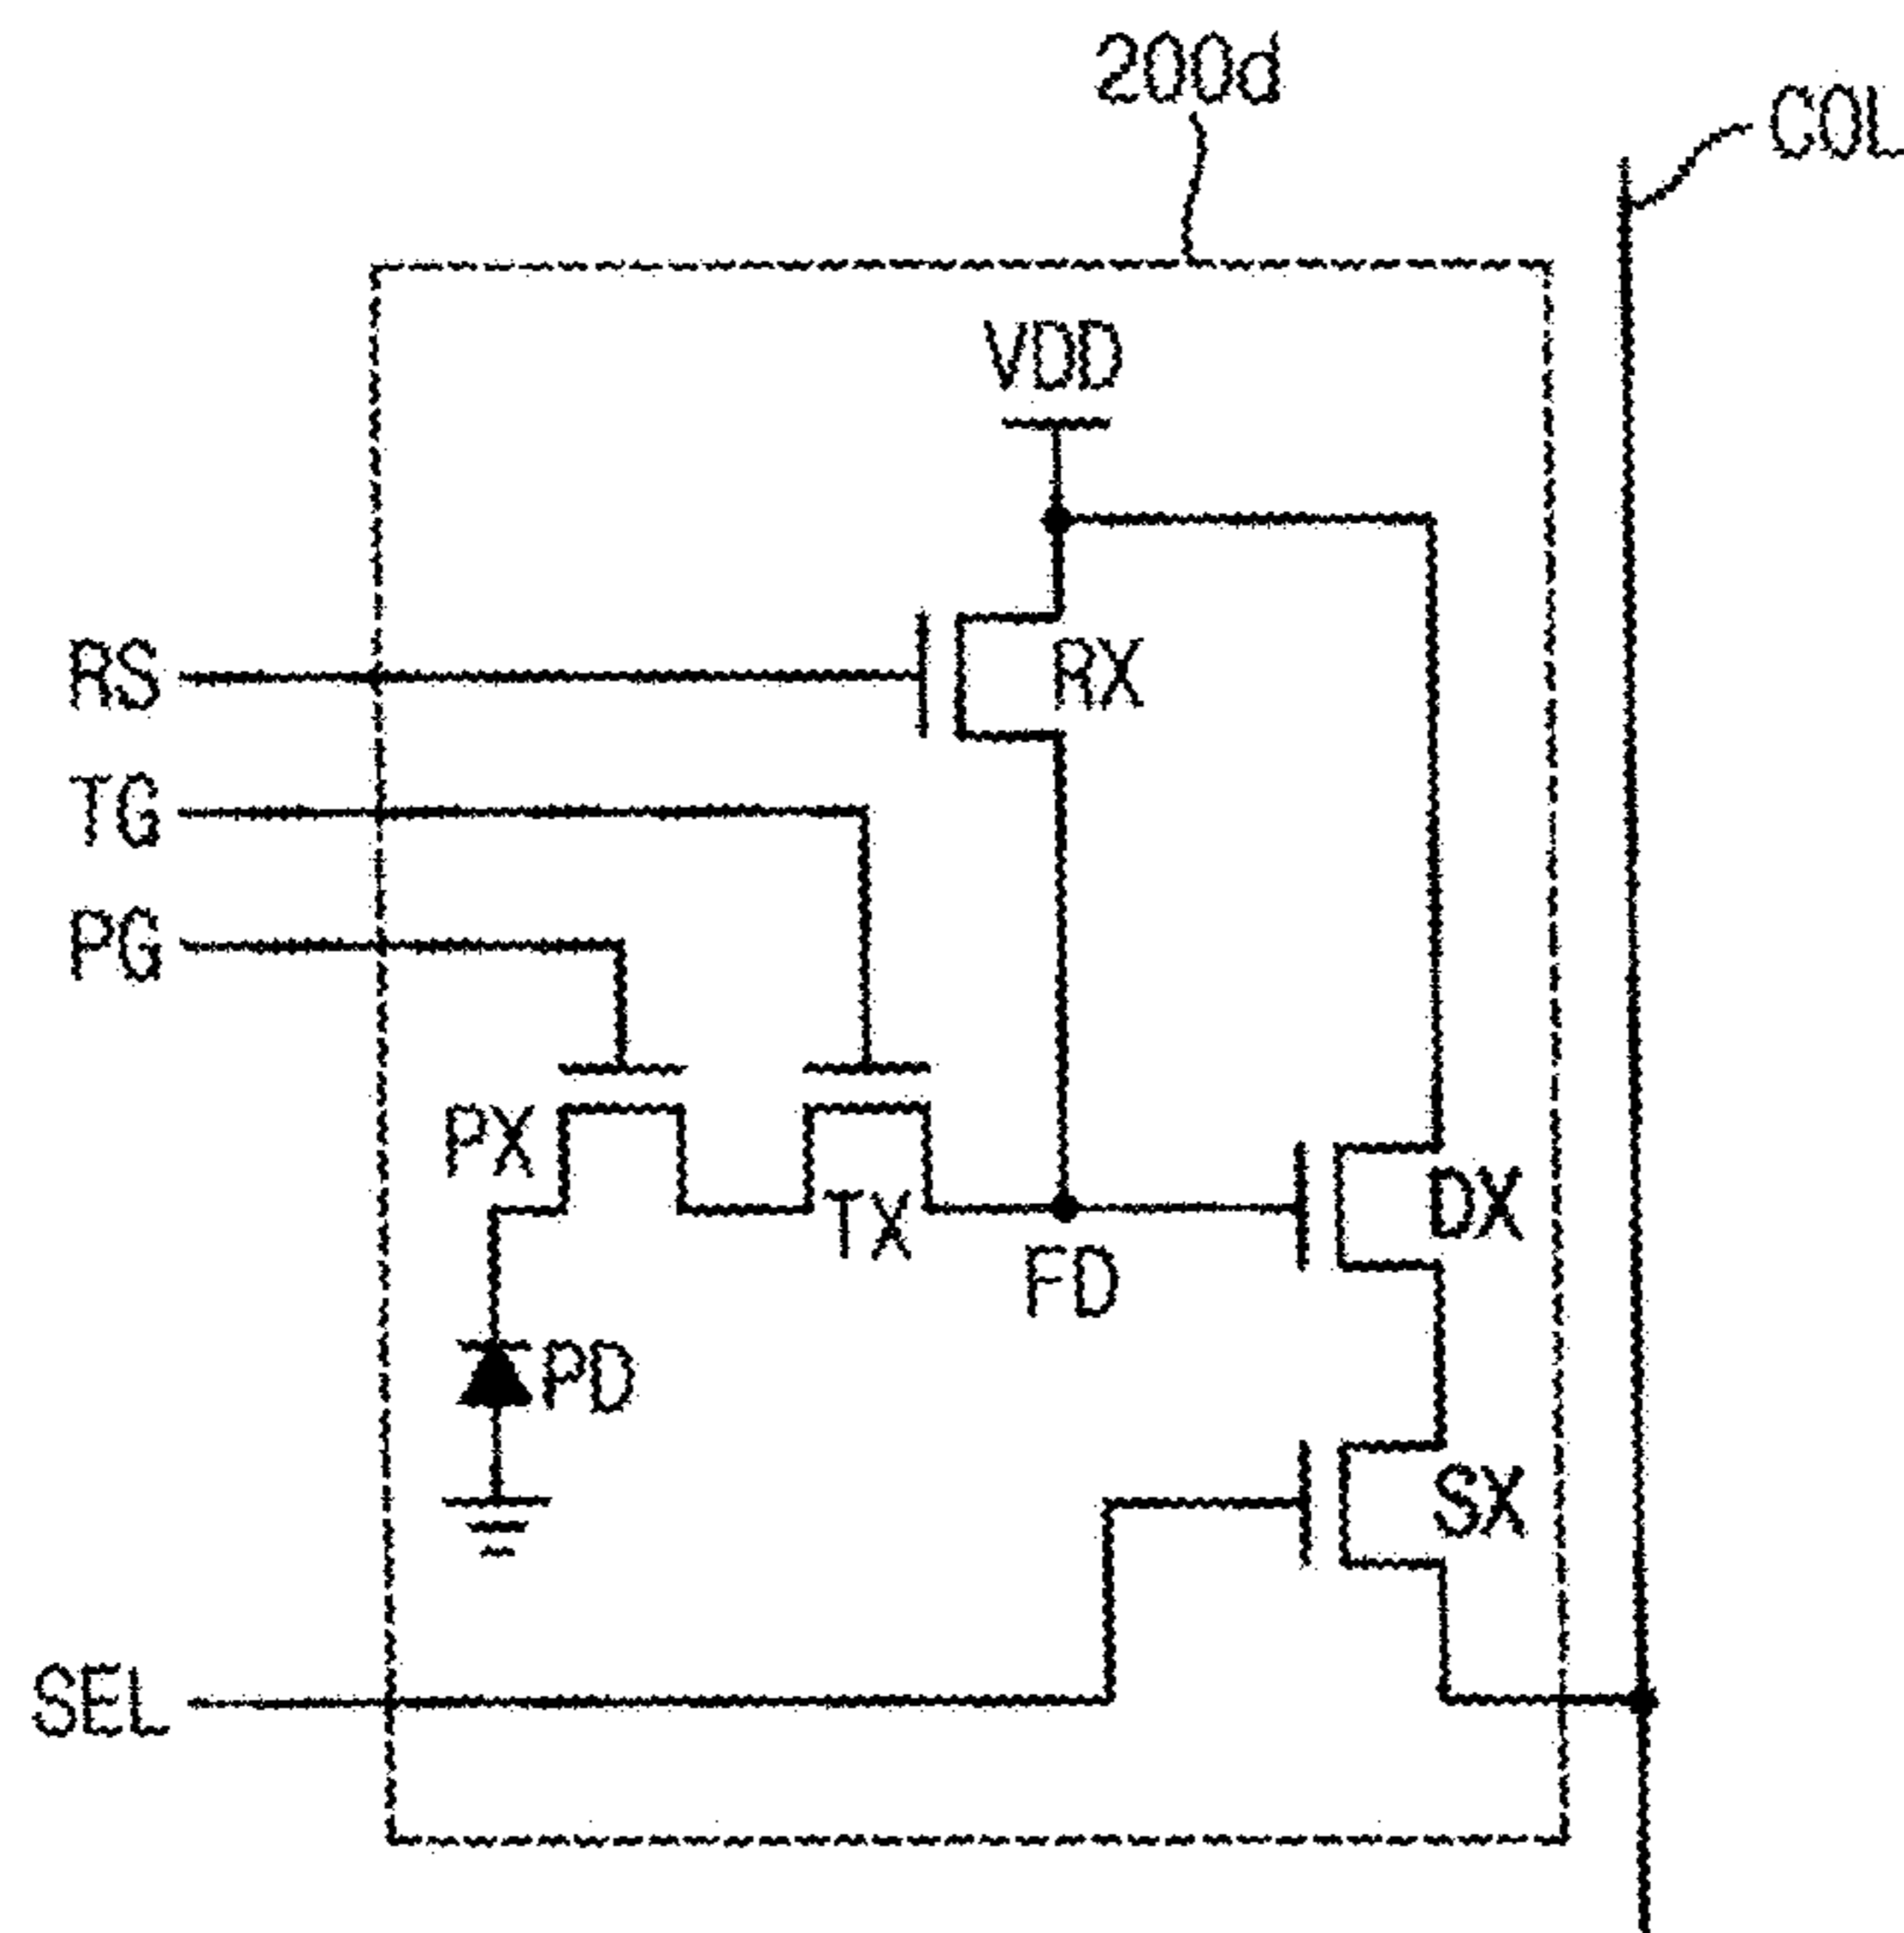 200d
COL
VDD
RS
RX
TG
PG
PX
TX
DX
FD
PD
SX
SEL